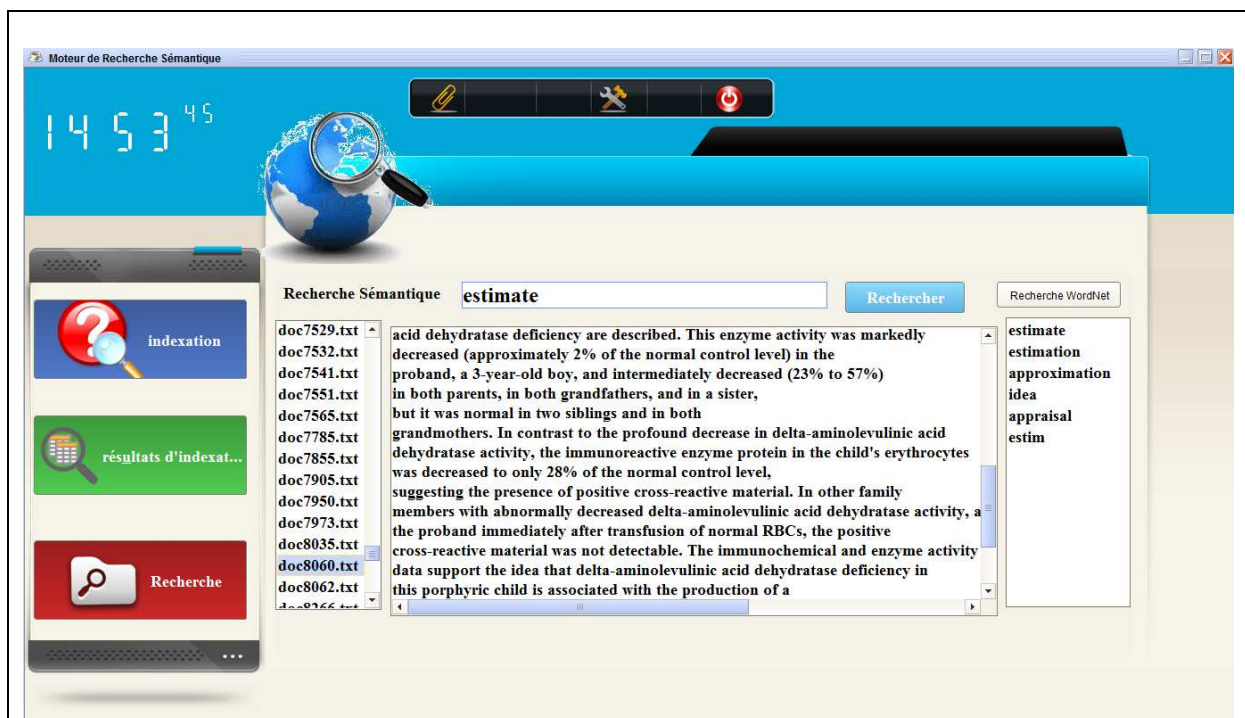 Moteur de Recherche Sémantique
14 53 45
Recherche Sémantique
estimate
Rechercher
Recherche WordNet
indexation
résultats d'indexat...
Recherche
...
doc7529.txt
doc7532.txt
doc7541.txt
doc7551.txt
doc7565.txt
doc7785.txt
doc7855.txt
doc7905.txt
doc7950.txt
doc7973.txt
doc8035.txt
doc8060.txt
doc8062.txt
doc8266.txt
acid dehydratase deficiency are described. This enzyme activity was markedly
decreased (approximately 2% of the normal control level) in the
proband, a 3-year-old boy, and intermediately decreased (23% to 57%)
in both parents, in both grandfathers, and in a sister,
but it was normal in two siblings and in both
grandmothers. In contrast to the profound decrease in delta-aminolevulinic acid
dehydratase activity, the immunoreactive enzyme protein in the child's erythrocytes
was decreased to only 28% of the normal control level,
suggesting the presence of positive cross-reactive material. In other family
members with abnormally decreased delta-aminolevulinic acid dehydratase activity, a
the proband immediately after transfusion of normal RBCs, the positive
cross-reactive material was not detectable. The immunochemical and enzyme activity
data support the idea that delta-aminolevulinic acid dehydratase deficiency in
this porphyric child is associated with the production of a
estimate
estimation
approximation
idea
appraisal
estim